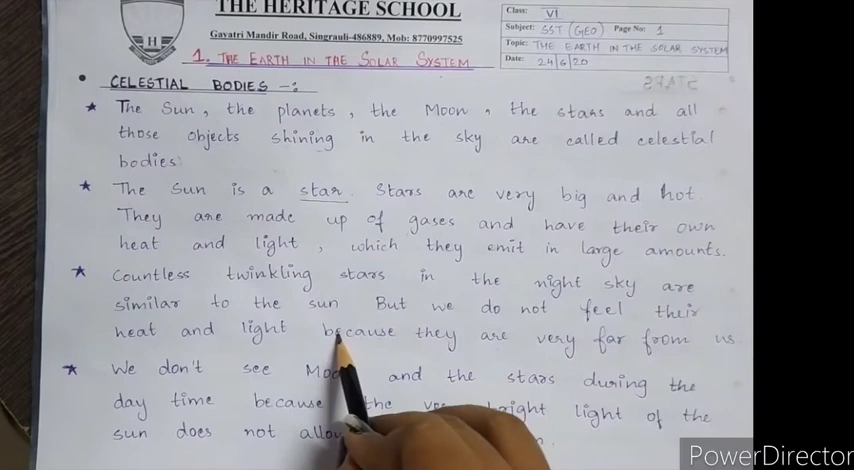 THE HERITAGE SCHOOL
Gayatri Mandir Road, Singrauli-486889, Mob: 8770997525
Class: VI
Subject: SST (GEO) Page No: 1
Topic: THE EARTH IN THE SOLAR SYSTEM
Date: 24/6/20
1. THE EARTH IN THE SOLAR SYSTEM
H
• CELESTIAL BODIES -:
★ The Sun, the planets, the Moon, the stars and all
those objects shining in the sky are called celestial
bodies.
★ The Sun is a star. Stars are very big and hot.
They are made up of gases and have their own
heat and light, which they emit in large amounts.
★ Countless twinkling stars in the night sky are
similar to the sun. But we do not feel their
heat and light because they are very far from us
★ We don't see and the stars during the
day time because the light of the
sun does not
PowerDirector